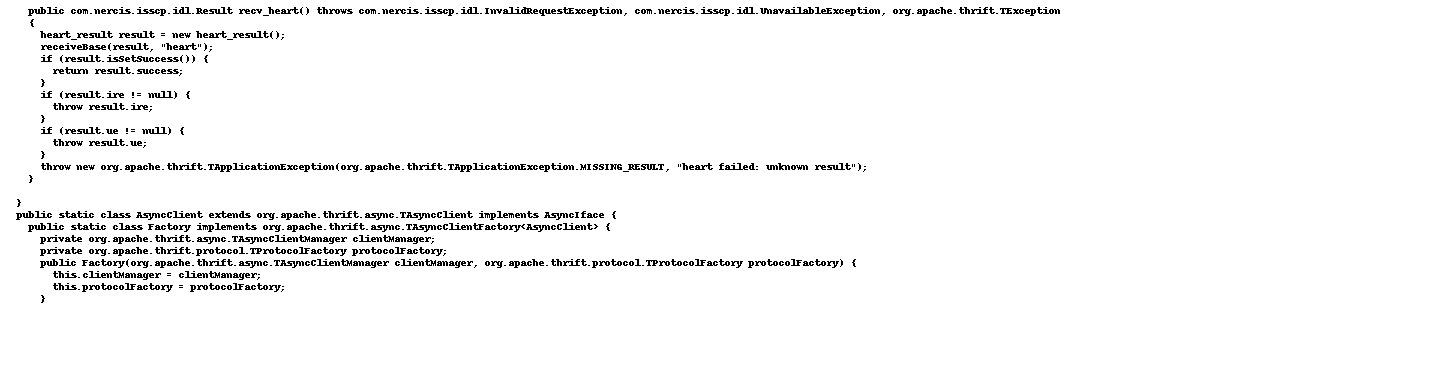 public com.nercis.isscp.idl.Result recv_heart() throws com.nercis.isscp.idl.InvalidRequestException, com.nercis.isscp.idl.UnavailableException, org.apache.thrift.TException
{
heart_result result = new heart_result();
receiveBase(result, "heart");
if (result.isSetSuccess()) {
return result.success;
}
if (result.ire != null) {
throw result.ire;
}
if (result.ue != null) {
throw result.ue;
}
throw new org.apache.thrift.TApplicationException(org.apache.thrift.TApplicationException.MISSING_RESULT, "heart failed: unknown result");
}
}
public static class AsyncClient extends org.apache.thrift.async.TAsyncClient implements AsyncIface {
public static class Factory implements org.apache.thrift.async.TAsyncClientFactory<AsyncClient> {
private org.apache.thrift.async.TAsyncClientManager clientManager;
private org.apache.thrift.protocol.TProtocolFactory protocolFactory;
public Factory(org.apache.thrift.async.TAsyncClientManager clientManager, org.apache.thrift.protocol.TProtocolFactory protocolFactory) {
this.clientManager = clientManager;
this.protocolFactory = protocolFactory;
}